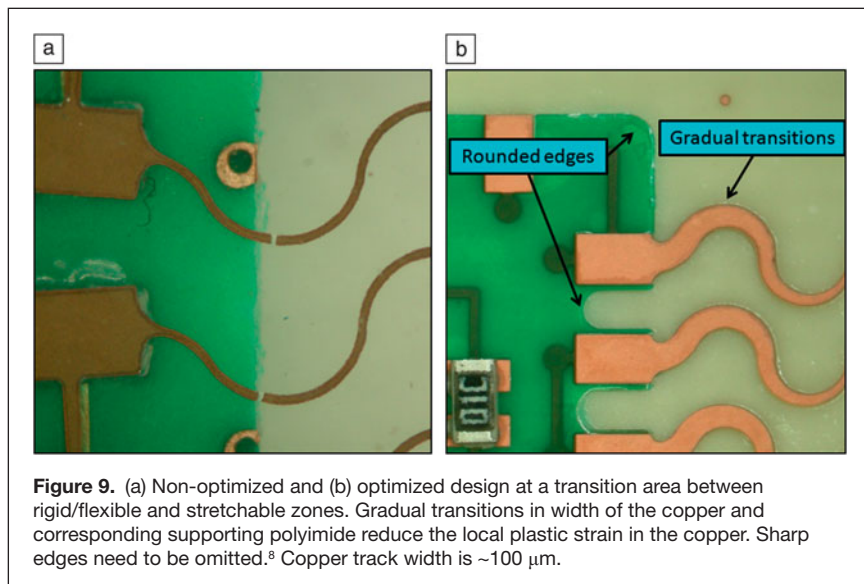 a
b
Rounded edges
Gradual transitions
01C
Figure 9. (a) Non-optimized and (b) optimized design at a transition area between
rigid/flexible and stretchable zones. Gradual transitions in width of the copper and
corresponding supporting polyimide reduce the local plastic strain in the copper. Sharp
edges need to be omitted.⁸ Copper track width is ~100 μm.